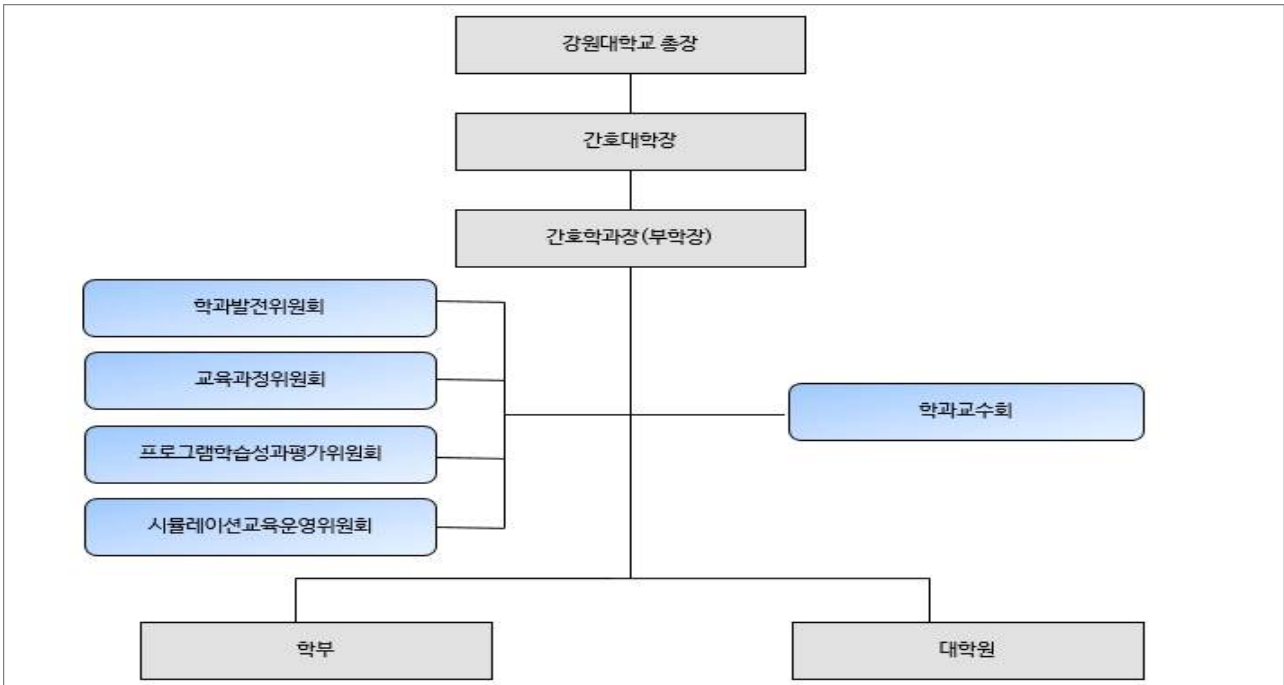 강원대학교 총장
간호대학장
간호학과장(부학장)
학과발전위원회
교육과정위원회
학과교수회
프로그램학습성과평가위원회
시뮬레이션교육운영위원회
학부
대학원